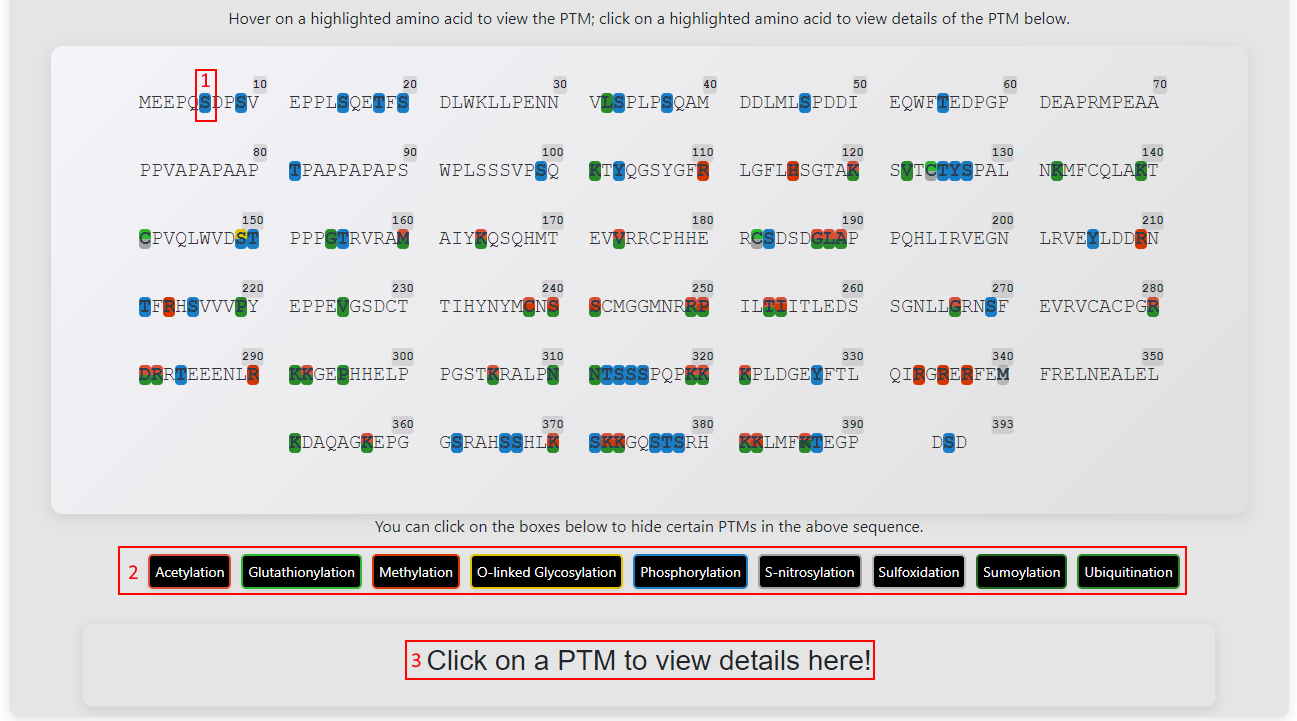 Hover on a highlighted amino acid to view the PTM; click on a highlighted amino acid to view details of the PTM below.
1
10 20 30 40 50 60 70
MEEPQSDPSV EPPLSQETFS DLWKLLPENN VLSPLPSQAM DDLMLSPDDI EQWFTEDPGP DEAPRMPEAA
80 90 100 110 120 130 140
PPVAPAPAAP TPAAPAPAPS WPLSSSVPSQ KTYQGSYGFR LGFLHSGTAK SVTCTYSPAL NKMFCQLAKT
150 160 170 180 190 200 210
CPVQLWVDST PPPGTRVRAM AIYKQSQHMT EVVRRCPHHE RCSDSDGLAP PQHLIRVEGN LRVEYLDDRN
220 230 240 250 260 270 280
TFRHSVVVPY EPPEVGSDCT TIHYNYMCNS SCMGGMNRRP ILTIITLEDS SGNLLGRNSF EVRVCACPGR
290 300 310 320 330 340 350
DRRTEEENLR KKGEPHHELP PGSTKRALPN NTSSSPQPKK KPLDGEYFTL QIRGRERFEM FRELNEALEL
360 370 380 390 393
KDAQAGKEPG GSRAHSSHLK SKKGQSTSRH KKLMFKTEGP DSD
You can click on the boxes below to hide certain PTMs in the above sequence.
2 Acetylation Glutathionylation Methylation O-linked Glycosylation Phosphorylation S-nitrosylation Sulfoxidation Sumoylation Ubiquitination
3 Click on a PTM to view details here!